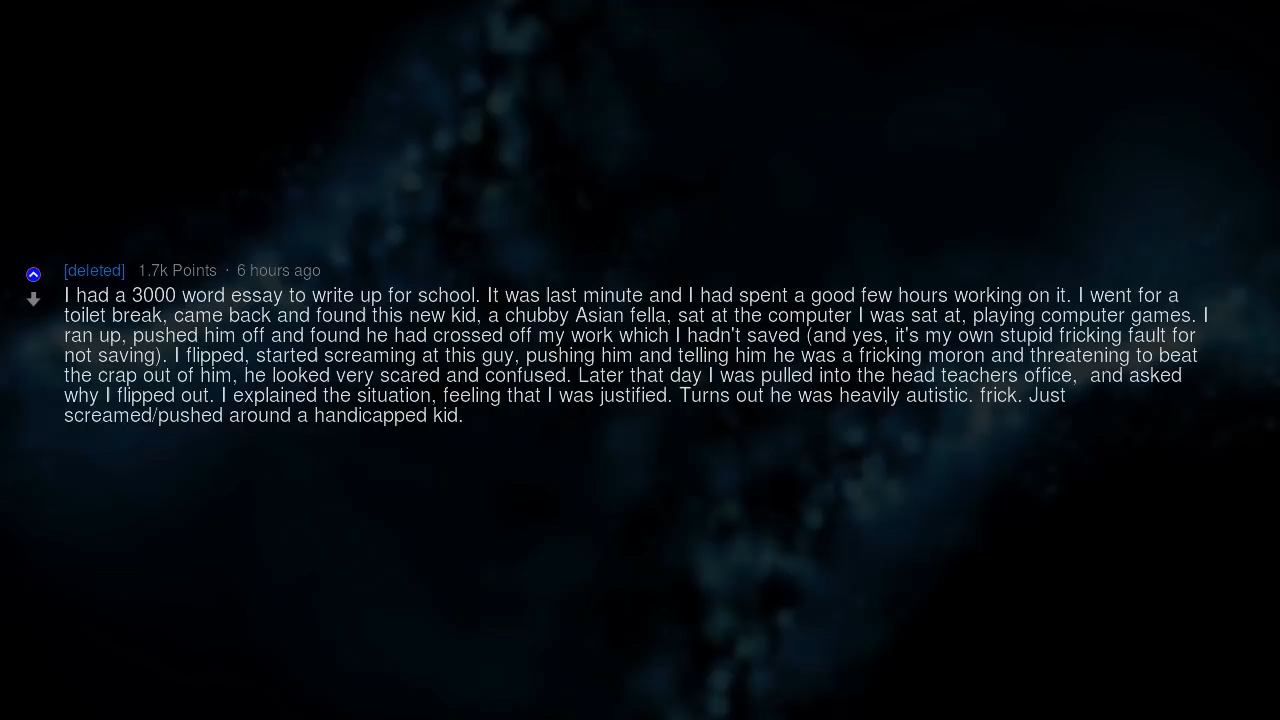 [deleted] 1.7k Points · 6 hours ago
I had a 3000 word essay to write up for school. It was last minute and I had spent a good few hours working on it. I went for a
toilet break, came back and found this new kid, a chubby Asian fella, sat at the computer I was sat at, playing computer games. I
ran up, pushed him off and found he had crossed off my work which I hadn't saved (and yes, it's my own stupid fricking fault for
not saving). I flipped, started screaming at this guy, pushing him and telling him he was a fricking moron and threatening to beat
the crap out of him, he looked very scared and confused. Later that day I was pulled into the head teachers office,  and asked
why I flipped out. I explained the situation, feeling that I was justified. Turns out he was heavily autistic. frick. Just
screamed/pushed around a handicapped kid.